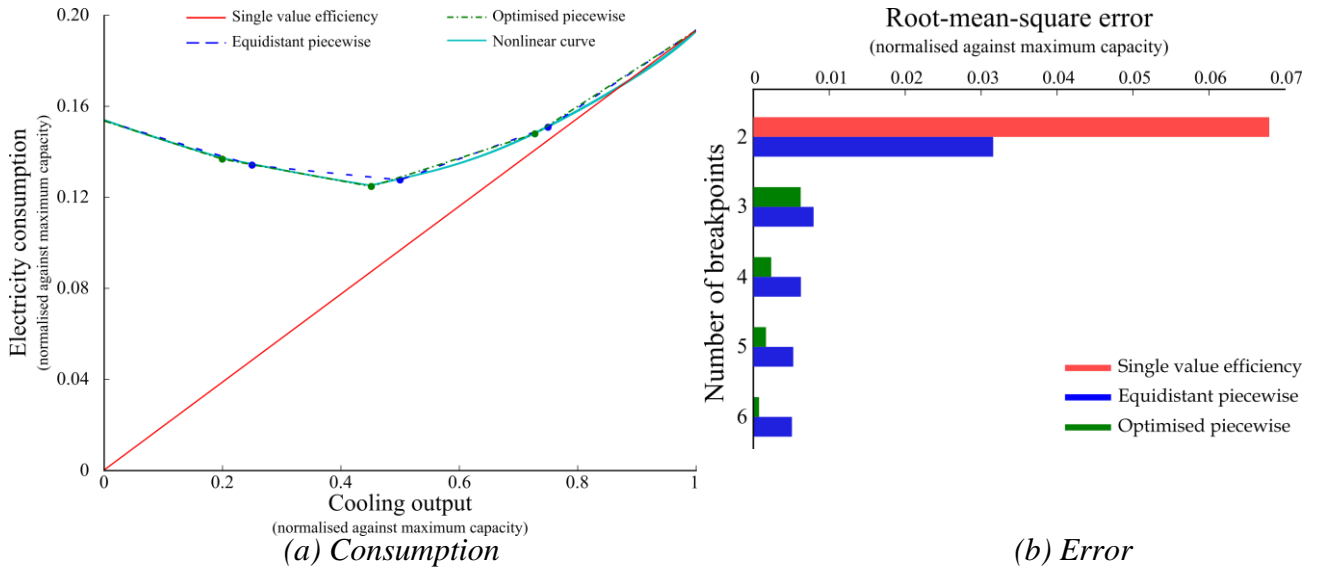 Single value efficiency
Optimised piecewise
Equidistant piecewise
Nonlinear curve
0.20
0.16
0.12
0.08
0.04
0
Electricity consumption
(normalised against maximum capacity)
0 0.2 0.4 0.6 0.8 1
Cooling output
(normalised against maximum capacity)
(a) Consumption
Root-mean-square error
(normalised against maximum capacity)
0 0.01 0.02 0.03 0.04 0.05 0.06 0.07
Number of breakpoints
2
3
4
5
6
Single value efficiency
Equidistant piecewise
Optimised piecewise
(b) Error